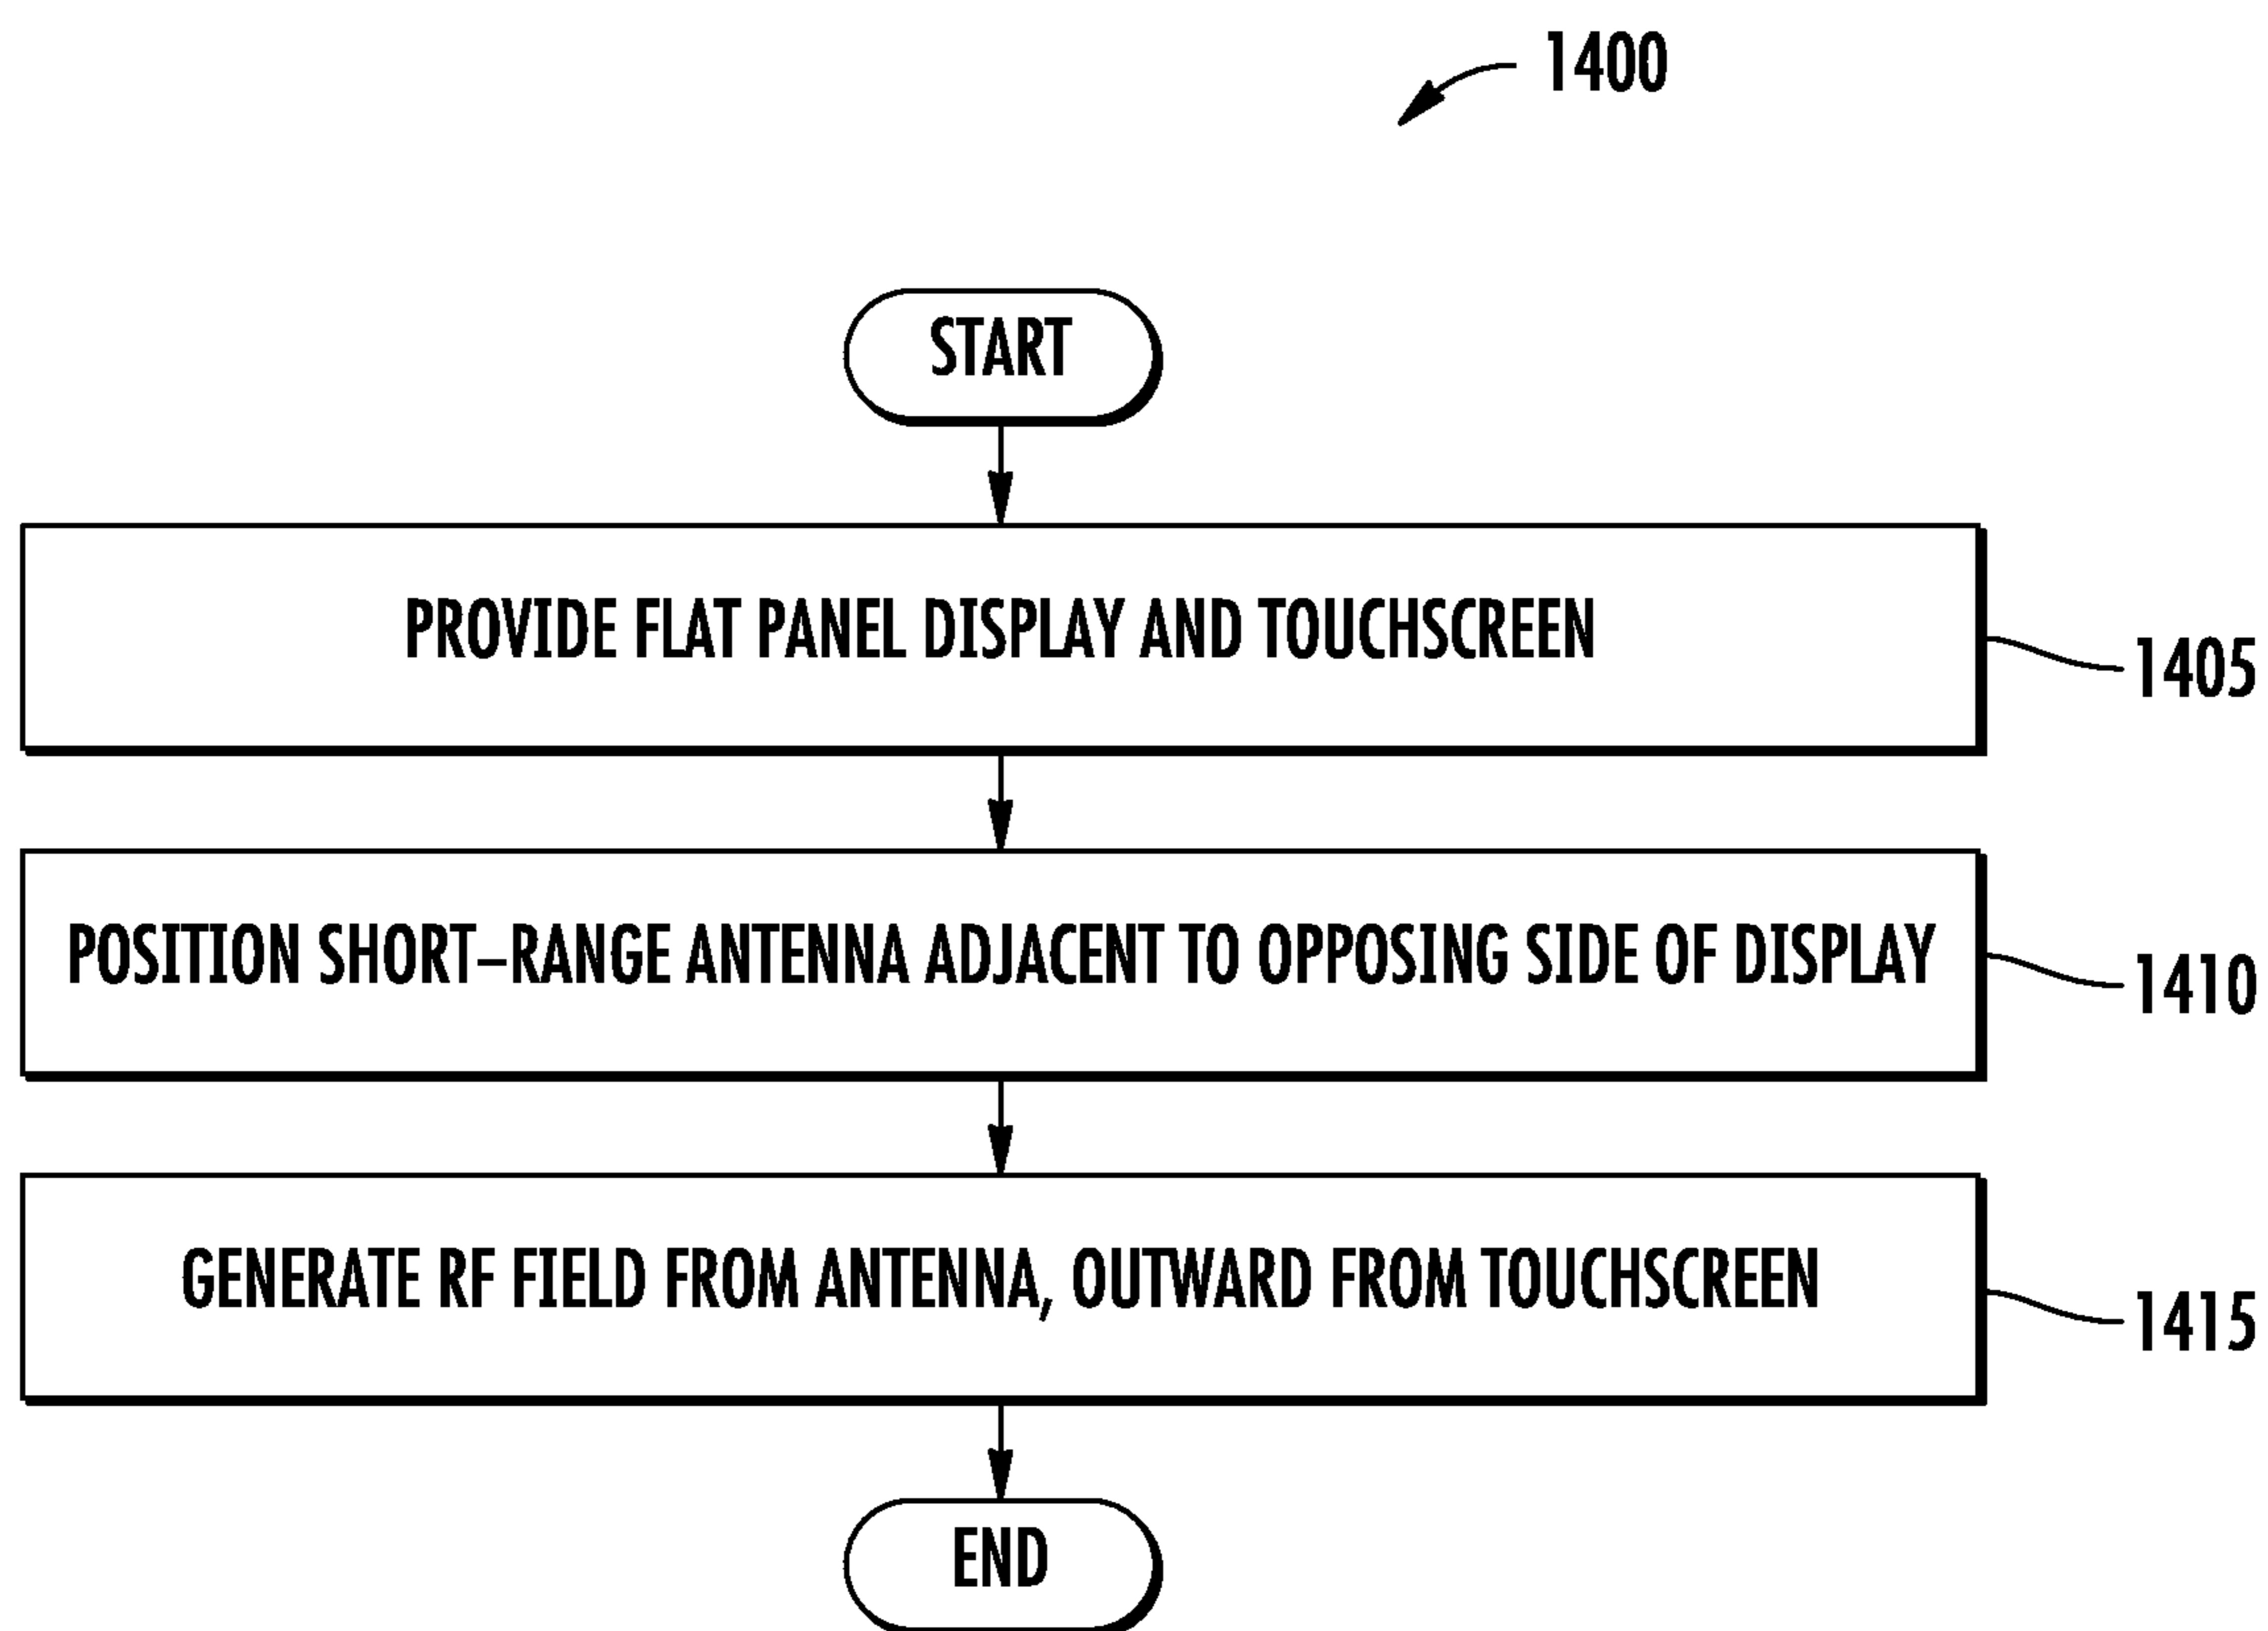 1400
START
PROVIDE FLAT PANEL DISPLAY AND TOUCHSCREEN
1405
POSITION SHORT–RANGE ANTENNA ADJACENT TO OPPOSING SIDE OF DISPLAY
1410
GENERATE RF FIELD FROM ANTENNA, OUTWARD FROM TOUCHSCREEN
1415
END